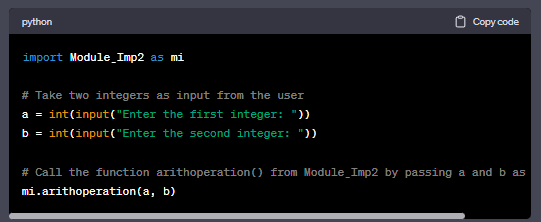 python Copy code
import Module_Imp2 as mi
# Take two integers as input from the user
a = int(input("Enter the first integer: "))
b = int(input("Enter the second integer: "))
# Call the function arithoperation() from Module_Imp2 by passing a and b as
mi.arithoperation(a, b)